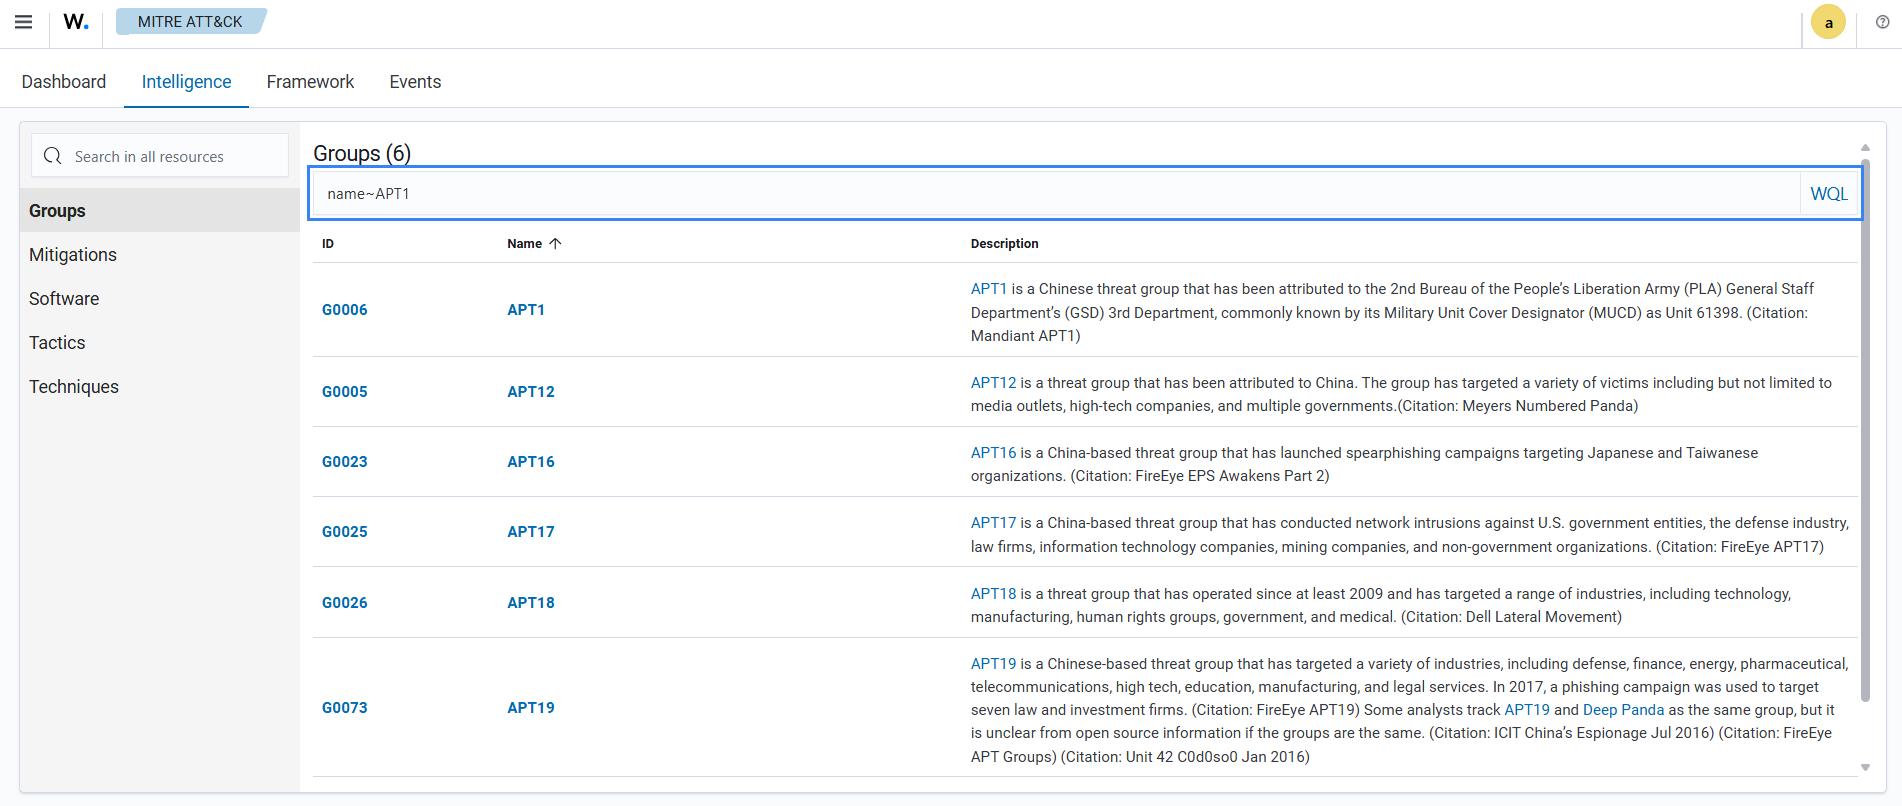 W.
MITRE ATT&CK
a
Dashboard
Intelligence
Framework
Events
Search in all resources
Groups
Mitigations
Software
Tactics
Techniques
Groups (6)
name~APT1
WQL
ID Name Description
G0006 APT1
APT1 is a Chinese threat group that has been attributed to the 2nd Bureau of the People’s Liberation Army (PLA) General Staff
Department’s (GSD) 3rd Department, commonly known by its Military Unit Cover Designator (MUCD) as Unit 61398. (Citation:
Mandiant APT1)
G0005 APT12
APT12 is a threat group that has been attributed to China. The group has targeted a variety of victims including but not limited to
media outlets, high-tech companies, and multiple governments.(Citation: Meyers Numbered Panda)
G0023 APT16
APT16 is a China-based threat group that has launched spearphishing campaigns targeting Japanese and Taiwanese
organizations. (Citation: FireEye EPS Awakens Part 2)
G0025 APT17
APT17 is a China-based threat group that has conducted network intrusions against U.S. government entities, the defense industry,
law firms, information technology companies, mining companies, and non-government organizations. (Citation: FireEye APT17)
G0026 APT18
APT18 is a threat group that has operated since at least 2009 and has targeted a range of industries, including technology,
manufacturing, human rights groups, government, and medical. (Citation: Dell Lateral Movement)
G0073 APT19
APT19 is a Chinese-based threat group that has targeted a variety of industries, including defense, finance, energy, pharmaceutical,
telecommunications, high tech, education, manufacturing, and legal services. In 2017, a phishing campaign was used to target
seven law and investment firms. (Citation: FireEye APT19) Some analysts track APT19 and Deep Panda as the same group, but it
is unclear from open source information if the groups are the same. (Citation: ICIT China’s Espionage Jul 2016) (Citation: FireEye
APT Groups) (Citation: Unit 42 C0d0so0 Jan 2016)